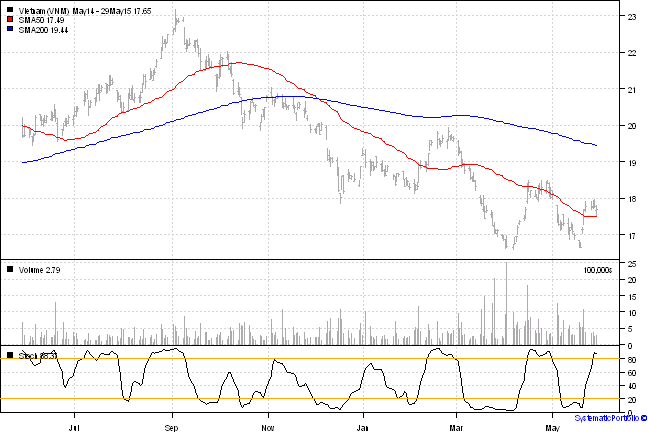 Vietnam (VNM) May14 - 29May15 17.65
SMA50 17.49
SMA200 19.44
23
22
21
20
19
18
17
Volume 2.79
100,000s
25
20
15
10
5
0
80
60
40
20
0
Jul Sep Nov Jan Mar May
SystematicPortfolio ©